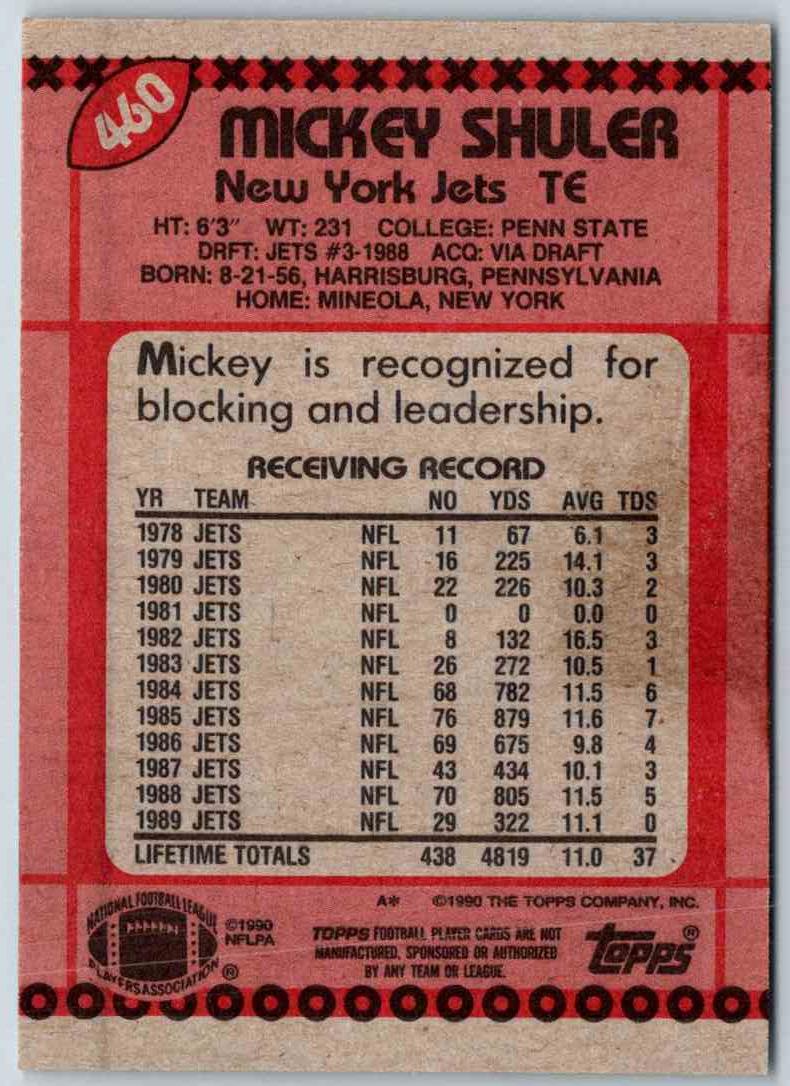 460
MICKEY SHULER
New York Jets TE
HT: 6'3" WT: 231 COLLEGE: PENN STATE
DRFT: JETS #3-1988 ACQ: VIA DRAFT
BORN: 8-21-56, HARRISBURG, PENNSYLVANIA
HOME: MINEOLA, NEW YORK
Mickey is recognized for
blocking and leadership.
RECEIVING RECORD
YR TEAM NO YDS AVG TDS
1978 JETS NFL 11 67 6.1 3
1979 JETS NFL 16 225 14.1 3
1980 JETS NFL 22 226 10.3 2
1981 JETS NFL 0 0 0.0 0
1982 JETS NFL 8 132 16.5 3
1983 JETS NFL 26 272 10.5 1
1984 JETS NFL 68 782 11.5 6
1985 JETS NFL 76 879 11.6 7
1986 JETS NFL 69 675 9.8 4
1987 JETS NFL 43 434 10.1 3
1988 JETS NFL 70 805 11.5 5
1989 JETS NFL 29 322 11.1 0
LIFETIME TOTALS 438 4819 11.0 37
A* ©1990 THE TOPPS COMPANY, INC.
NATIONAL FOOTBALL LEAGUE
PLAYERS ASSOCIATION ®
©1990
NFLPA
TOPPS FOOTBALL PLAYER CARDS ARE NOT
MANUFACTURED, SPONSORED OR AUTHORIZED
BY ANY TEAM OR LEAGUE.
topps®